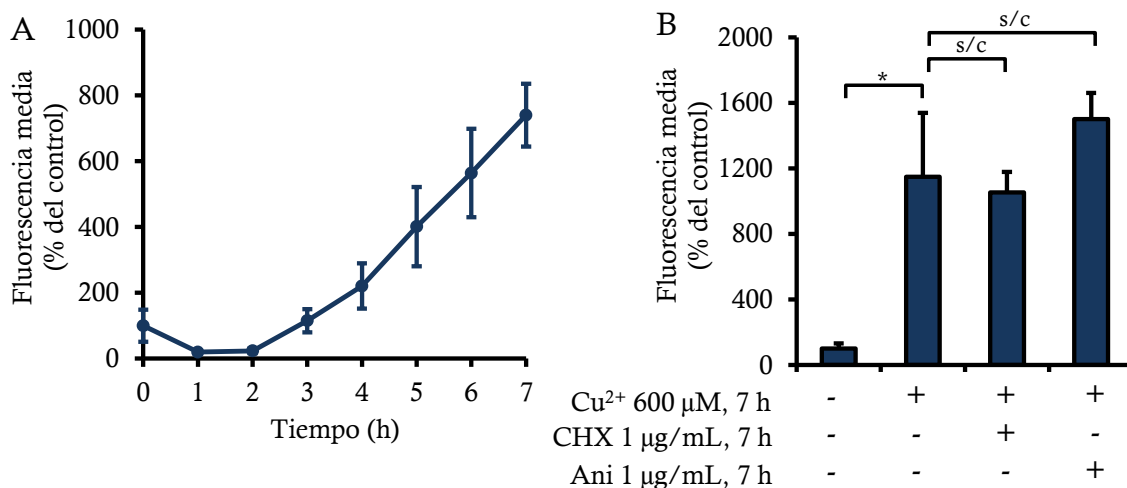 A
Fluorescencia media
(% del control)
1000
800
600
400
200
0
0 1 2 3 4 5 6 7
Tiempo (h)
B
Fluorescencia media
(% del control)
2000
1600
1200
800
400
0
s/c
s/c
*
Cu²⁺ 600 µM, 7 h - + + +
CHX 1 µg/mL, 7 h - - + -
Ani 1 µg/mL, 7 h - - - +